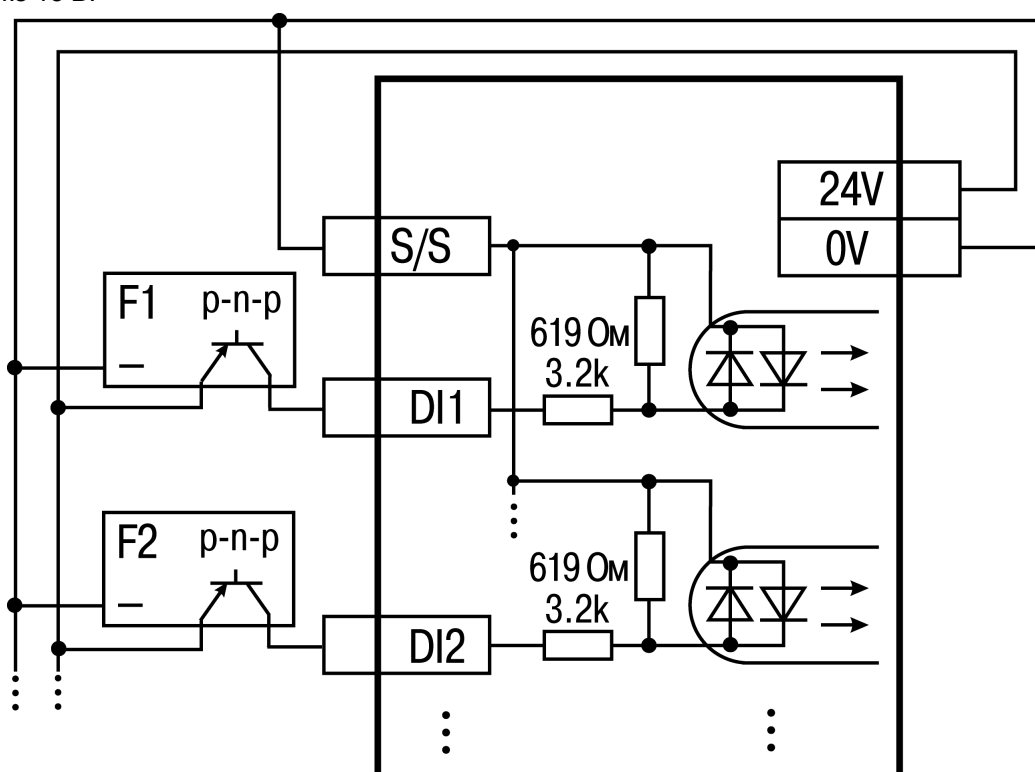 24V
S/S
0V
F1 p-n-p
619 Ом
3.2k
DI1
F2 p-n-p
619 Ом
3.2k
DI2